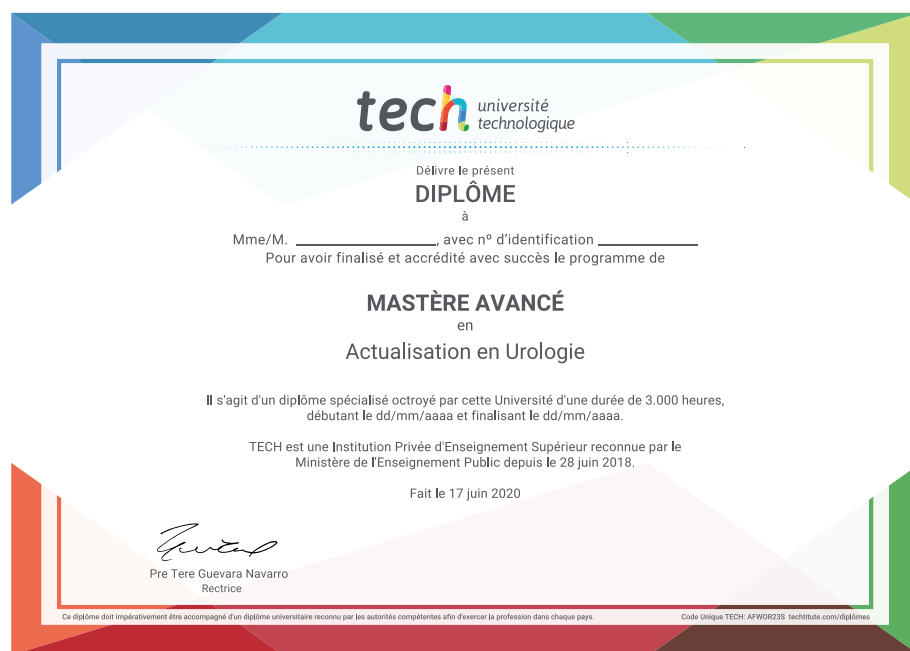 tech université
technologique
Délivre le présent
DIPLÔME
à
Mme/M. ____________________, avec nº d'identification ______________
Pour avoir finalisé et accrédité avec succès le programme de
MASTÈRE AVANCÉ
en
Actualisation en Urologie
Il s'agit d'un diplôme spécialisé octroyé par cette Université d'une durée de 3.000 heures,
débutant le dd/mm/aaaa et finalisant le dd/mm/aaaa.
TECH est une Institution Privée d'Enseignement Supérieur reconnue par le
Ministère de l'Enseignement Public depuis le 28 juin 2018.
Fait le 17 juin 2020
Pre Tere Guevara Navarro
Rectrice
Ce diplôme doit impérativement être accompagné d'un diplôme universitaire reconnu par les autorités compétentes afin d'exercer la profession dans chaque pays.
Code Unique TECH: AFWOR23S techtitute.com/diplômes